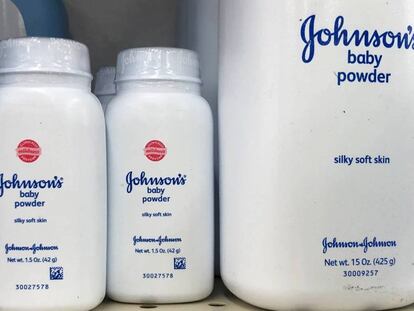 Johnson's
baby
powder
silky soft skin
Johnson & Johnson
Net wt. 1.5 Oz. (42 g)
30027578
Johnson's
baby
powder
silky soft skin
Johnson & Johnson
Net wt. 1.5 Oz. (42 g)
30027578
Johnson's
baby
powder
silky soft skin
Johnson & Johnson
Net wt. 15 Oz. (425 g)
30009257